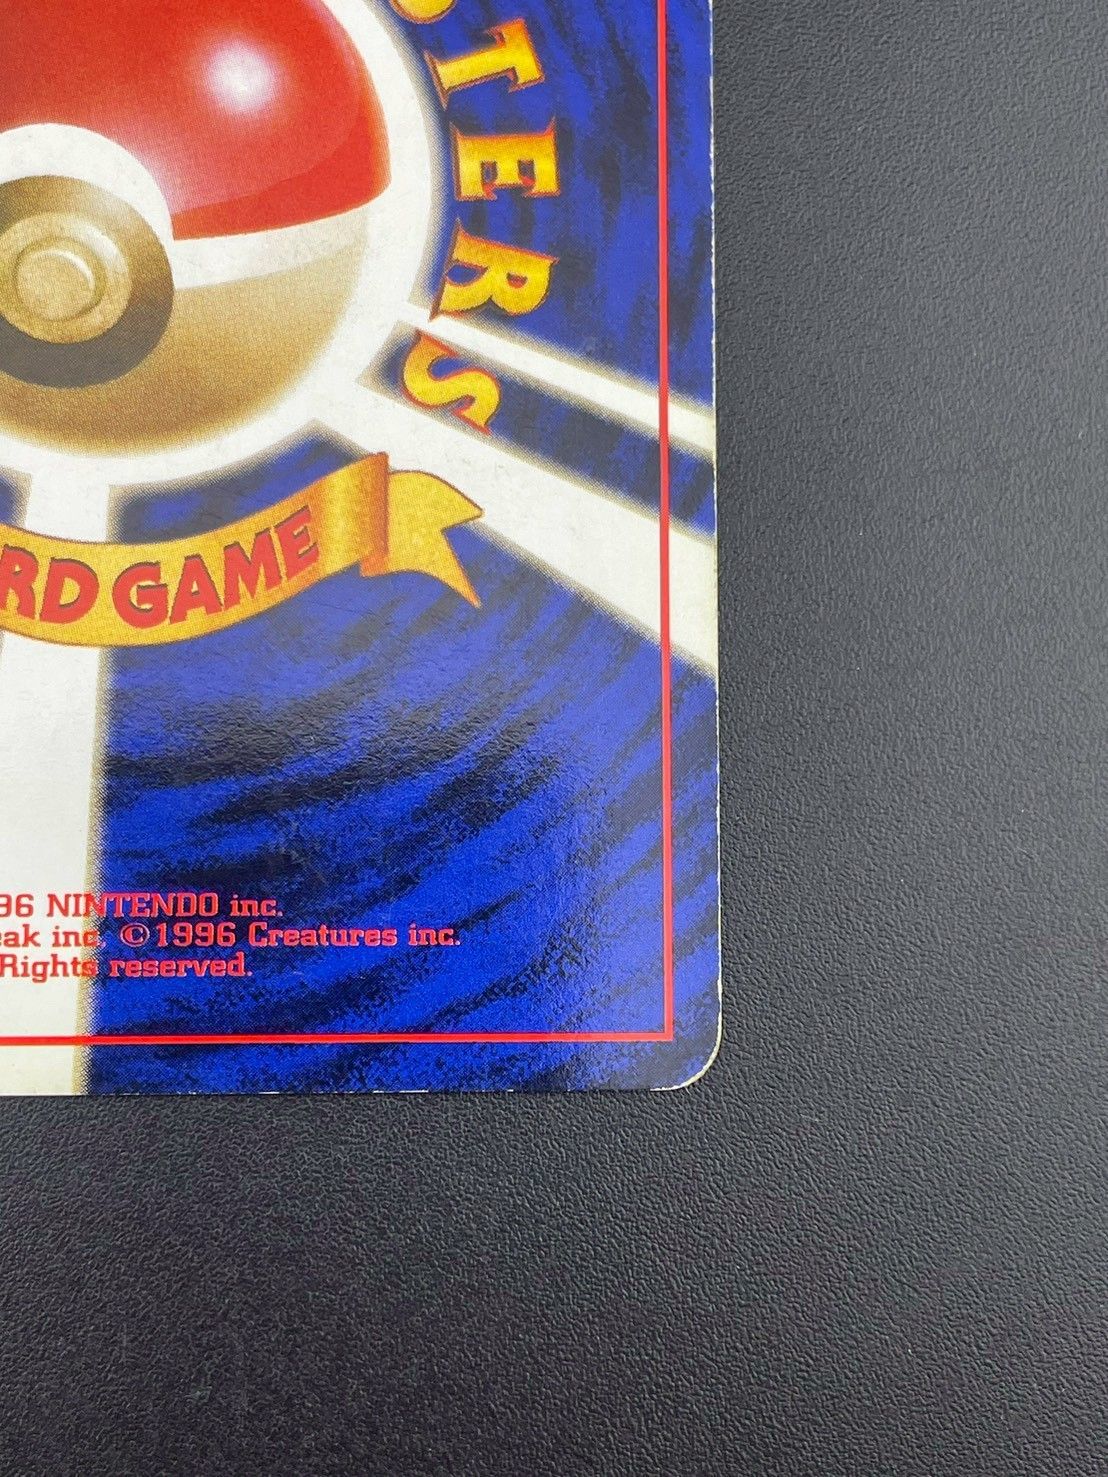 STERS
RD GAME
96 NINTENDO inc.
eak inc. ©1996 Creatures inc.
Rights reserved.